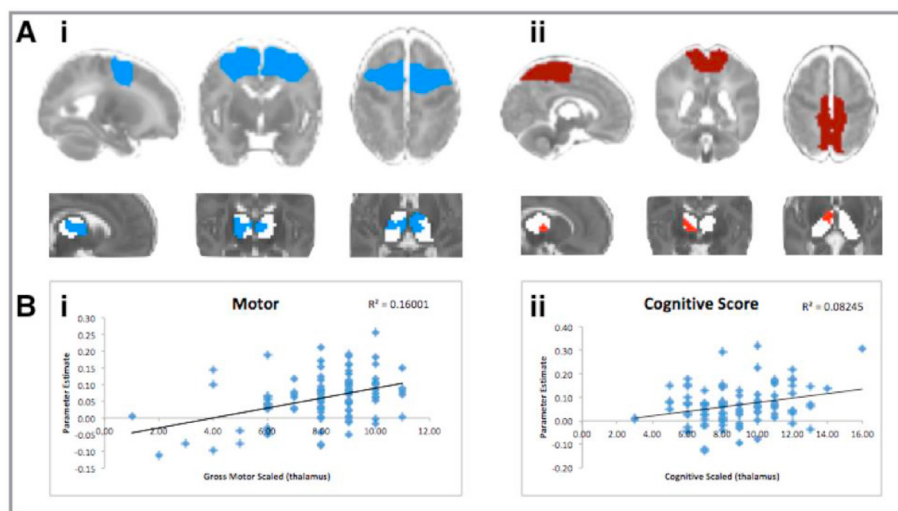 A i ii
B i Motor R² = 0.16001
Parameter Estimate
0.30
0.25
0.20
0.15
0.10
0.05
0.00
-0.05
-0.10
-0.15
0.00 2.00 4.00 6.00 8.00 10.00 12.00
Gross Motor Scaled (thalamus)
ii Cognitive Score R² = 0.08245
Parameter Estimate
0.40
0.30
0.20
0.10
0.00
-0.10
-0.20
0.00 2.00 4.00 6.00 8.00 10.00 12.00 14.00 16.00
Cognitive Scaled (thalamus)